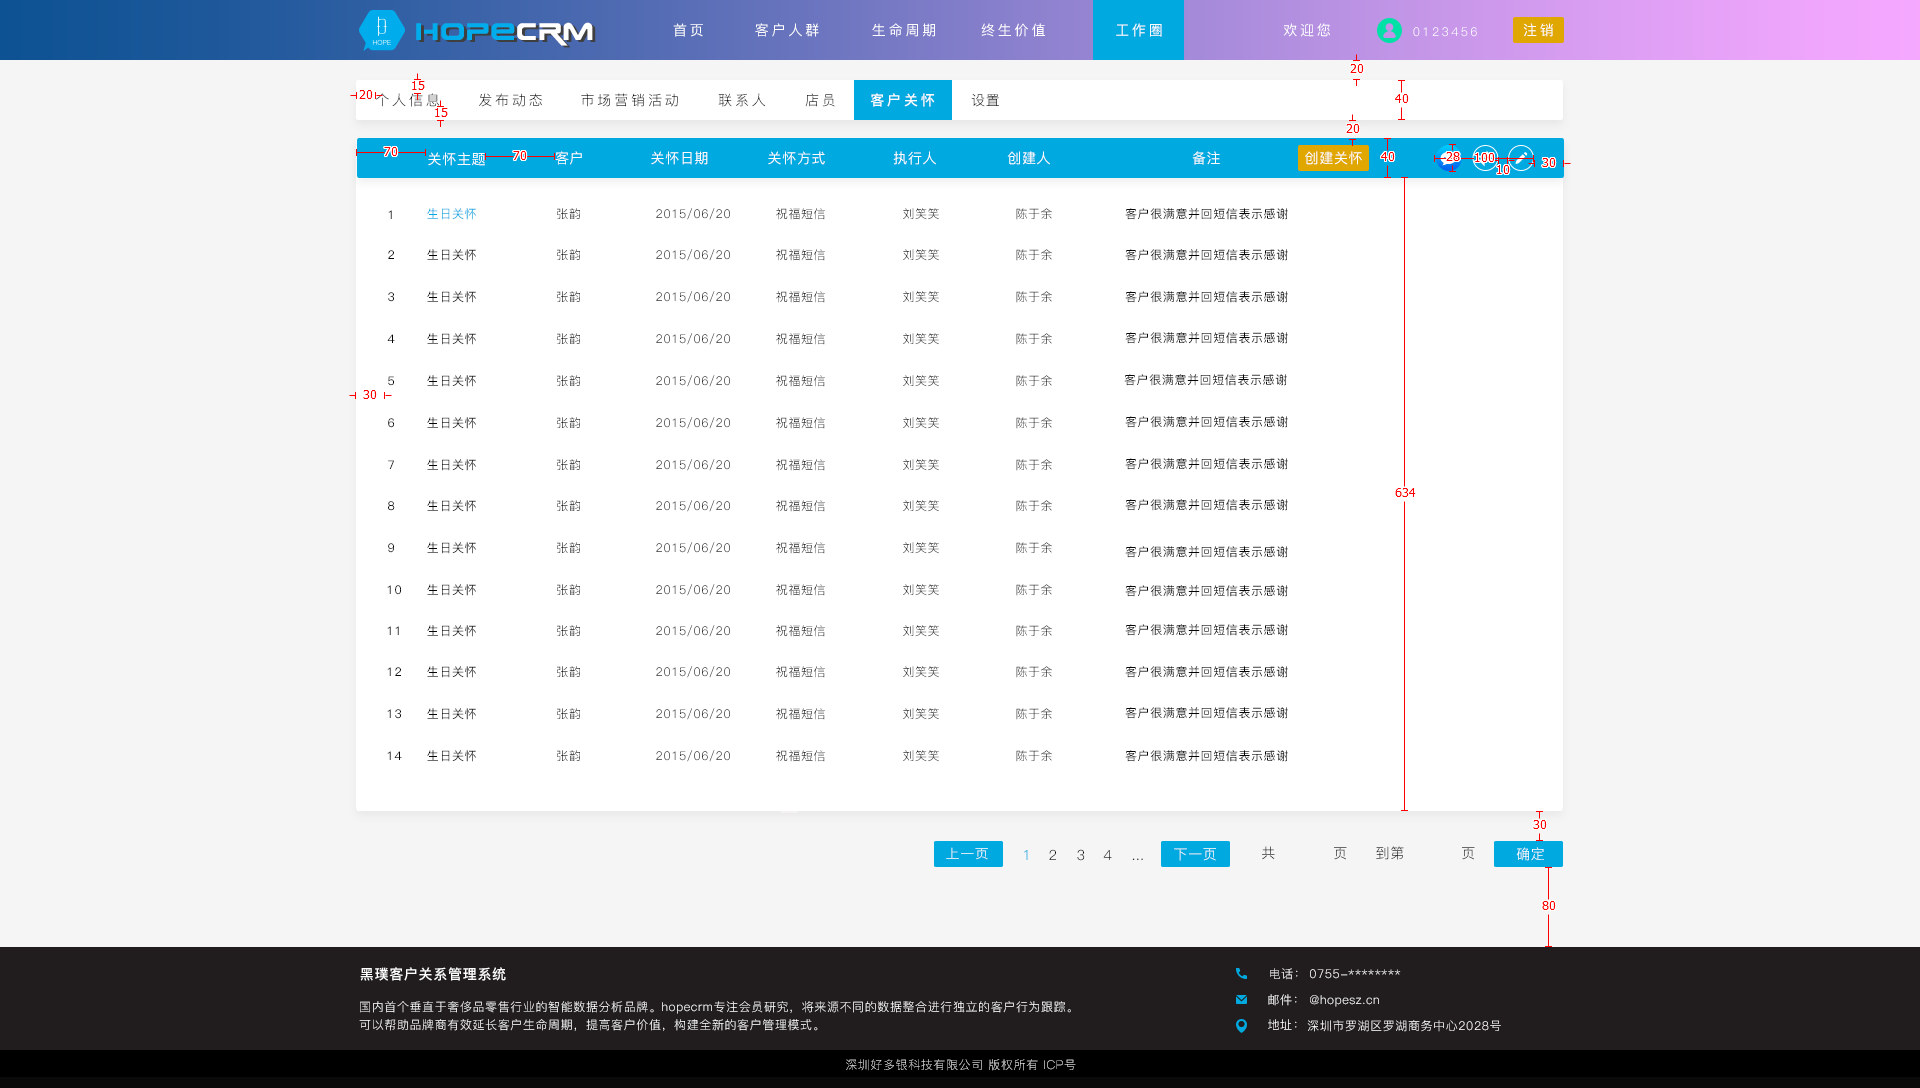 HOPE HOPECRM 首页 客户人群 生命周期 终生价值 工作圈 欢迎您 0123456 注销
20
15
20 个人信息 发布动态 市场营销活动 联系人 店员 客户关怀 设置 40
15
20
70 关怀主题 70 客户 关怀日期 关怀方式 执行人 创建人 备注 创建关怀 40 28 100 10 30
1 生日关怀 张韵 2015/06/20 祝福短信 刘笑笑 陈于余 客户很满意并回短信表示感谢
2 生日关怀 张韵 2015/06/20 祝福短信 刘笑笑 陈于余 客户很满意并回短信表示感谢
3 生日关怀 张韵 2015/06/20 祝福短信 刘笑笑 陈于余 客户很满意并回短信表示感谢
4 生日关怀 张韵 2015/06/20 祝福短信 刘笑笑 陈于余 客户很满意并回短信表示感谢
5 生日关怀 张韵 2015/06/20 祝福短信 刘笑笑 陈于余 客户很满意并回短信表示感谢
30
6 生日关怀 张韵 2015/06/20 祝福短信 刘笑笑 陈于余 客户很满意并回短信表示感谢
7 生日关怀 张韵 2015/06/20 祝福短信 刘笑笑 陈于余 客户很满意并回短信表示感谢
634
8 生日关怀 张韵 2015/06/20 祝福短信 刘笑笑 陈于余 客户很满意并回短信表示感谢
9 生日关怀 张韵 2015/06/20 祝福短信 刘笑笑 陈于余 客户很满意并回短信表示感谢
10 生日关怀 张韵 2015/06/20 祝福短信 刘笑笑 陈于余 客户很满意并回短信表示感谢
11 生日关怀 张韵 2015/06/20 祝福短信 刘笑笑 陈于余 客户很满意并回短信表示感谢
12 生日关怀 张韵 2015/06/20 祝福短信 刘笑笑 陈于余 客户很满意并回短信表示感谢
13 生日关怀 张韵 2015/06/20 祝福短信 刘笑笑 陈于余 客户很满意并回短信表示感谢
14 生日关怀 张韵 2015/06/20 祝福短信 刘笑笑 陈于余 客户很满意并回短信表示感谢
30
上一页 1 2 3 4 ... 下一页 共 页 到第 页 确定
80
黑璞客户关系管理系统
国内首个垂直于奢侈品零售行业的智能数据分析品牌。hopecrm专注会员研究，将来源不同的数据整合进行独立的客户行为跟踪。
可以帮助品牌商有效延长客户生命周期，提高客户价值，构建全新的客户管理模式。
电话： 0755-********
邮件： @hopesz.cn
地址： 深圳市罗湖区罗湖商务中心2028号
深圳好多银科技有限公司 版权所有 ICP号